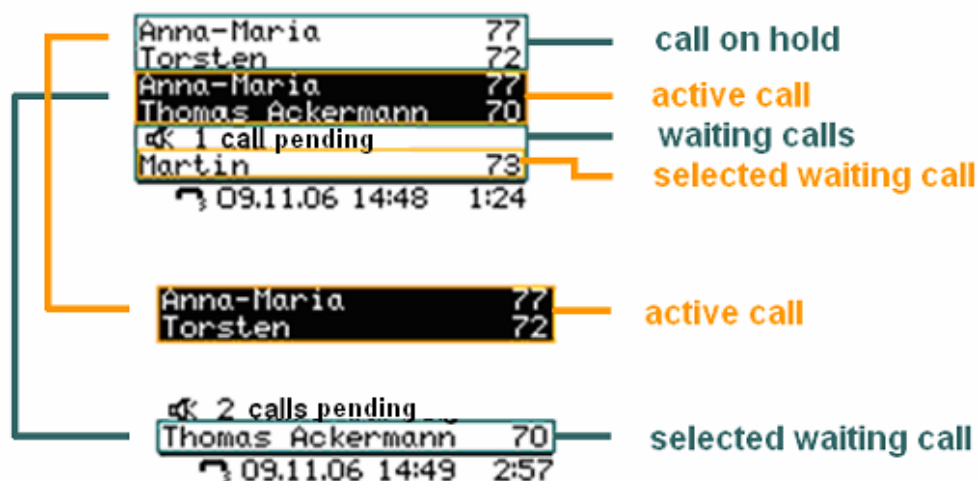 Anna-Maria 77 call on hold
Torsten 72
Anna-Maria 77 active call
Thomas Ackermann 70
1 call pending waiting calls
Martin 73 selected waiting call
09.11.06 14:48 1:24
Anna-Maria 77 active call
Torsten 72
2 calls pending
Thomas Ackermann 70 selected waiting call
09.11.06 14:49 2:57